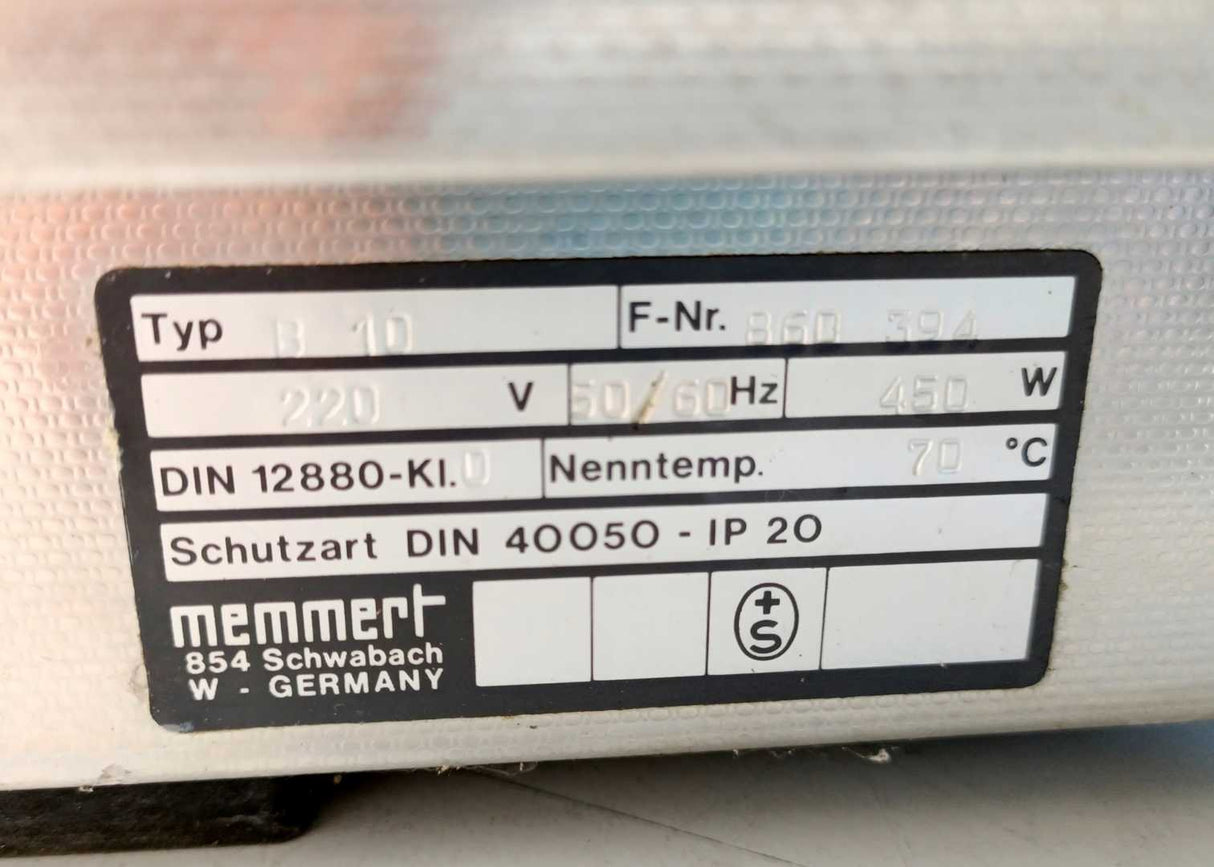 Typ B 10 F-Nr. 860 394
220 V 50/60 Hz 450 W
DIN 12880-Kl. 0 Nenntemp. 70 °C
Schutzart DIN 40050 - IP 20
memmert
854 Schwabach
W - GERMANY
+
S